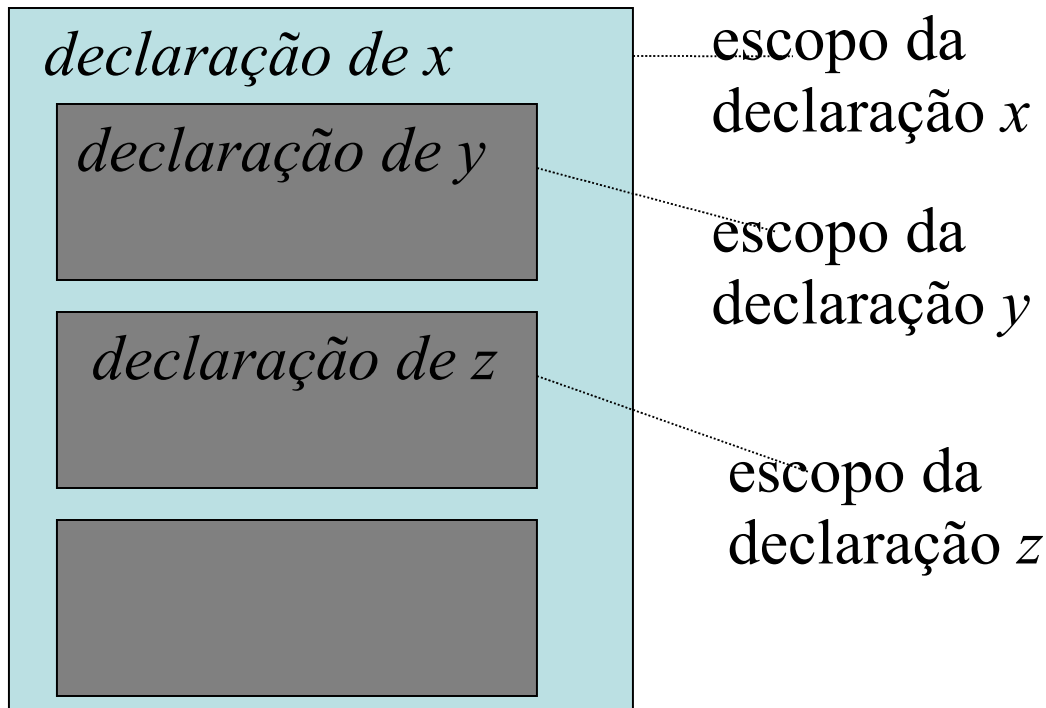 declaração de x
escopo da
declaração x
declaração de y
escopo da
declaração y
declaração de z
escopo da
declaração z